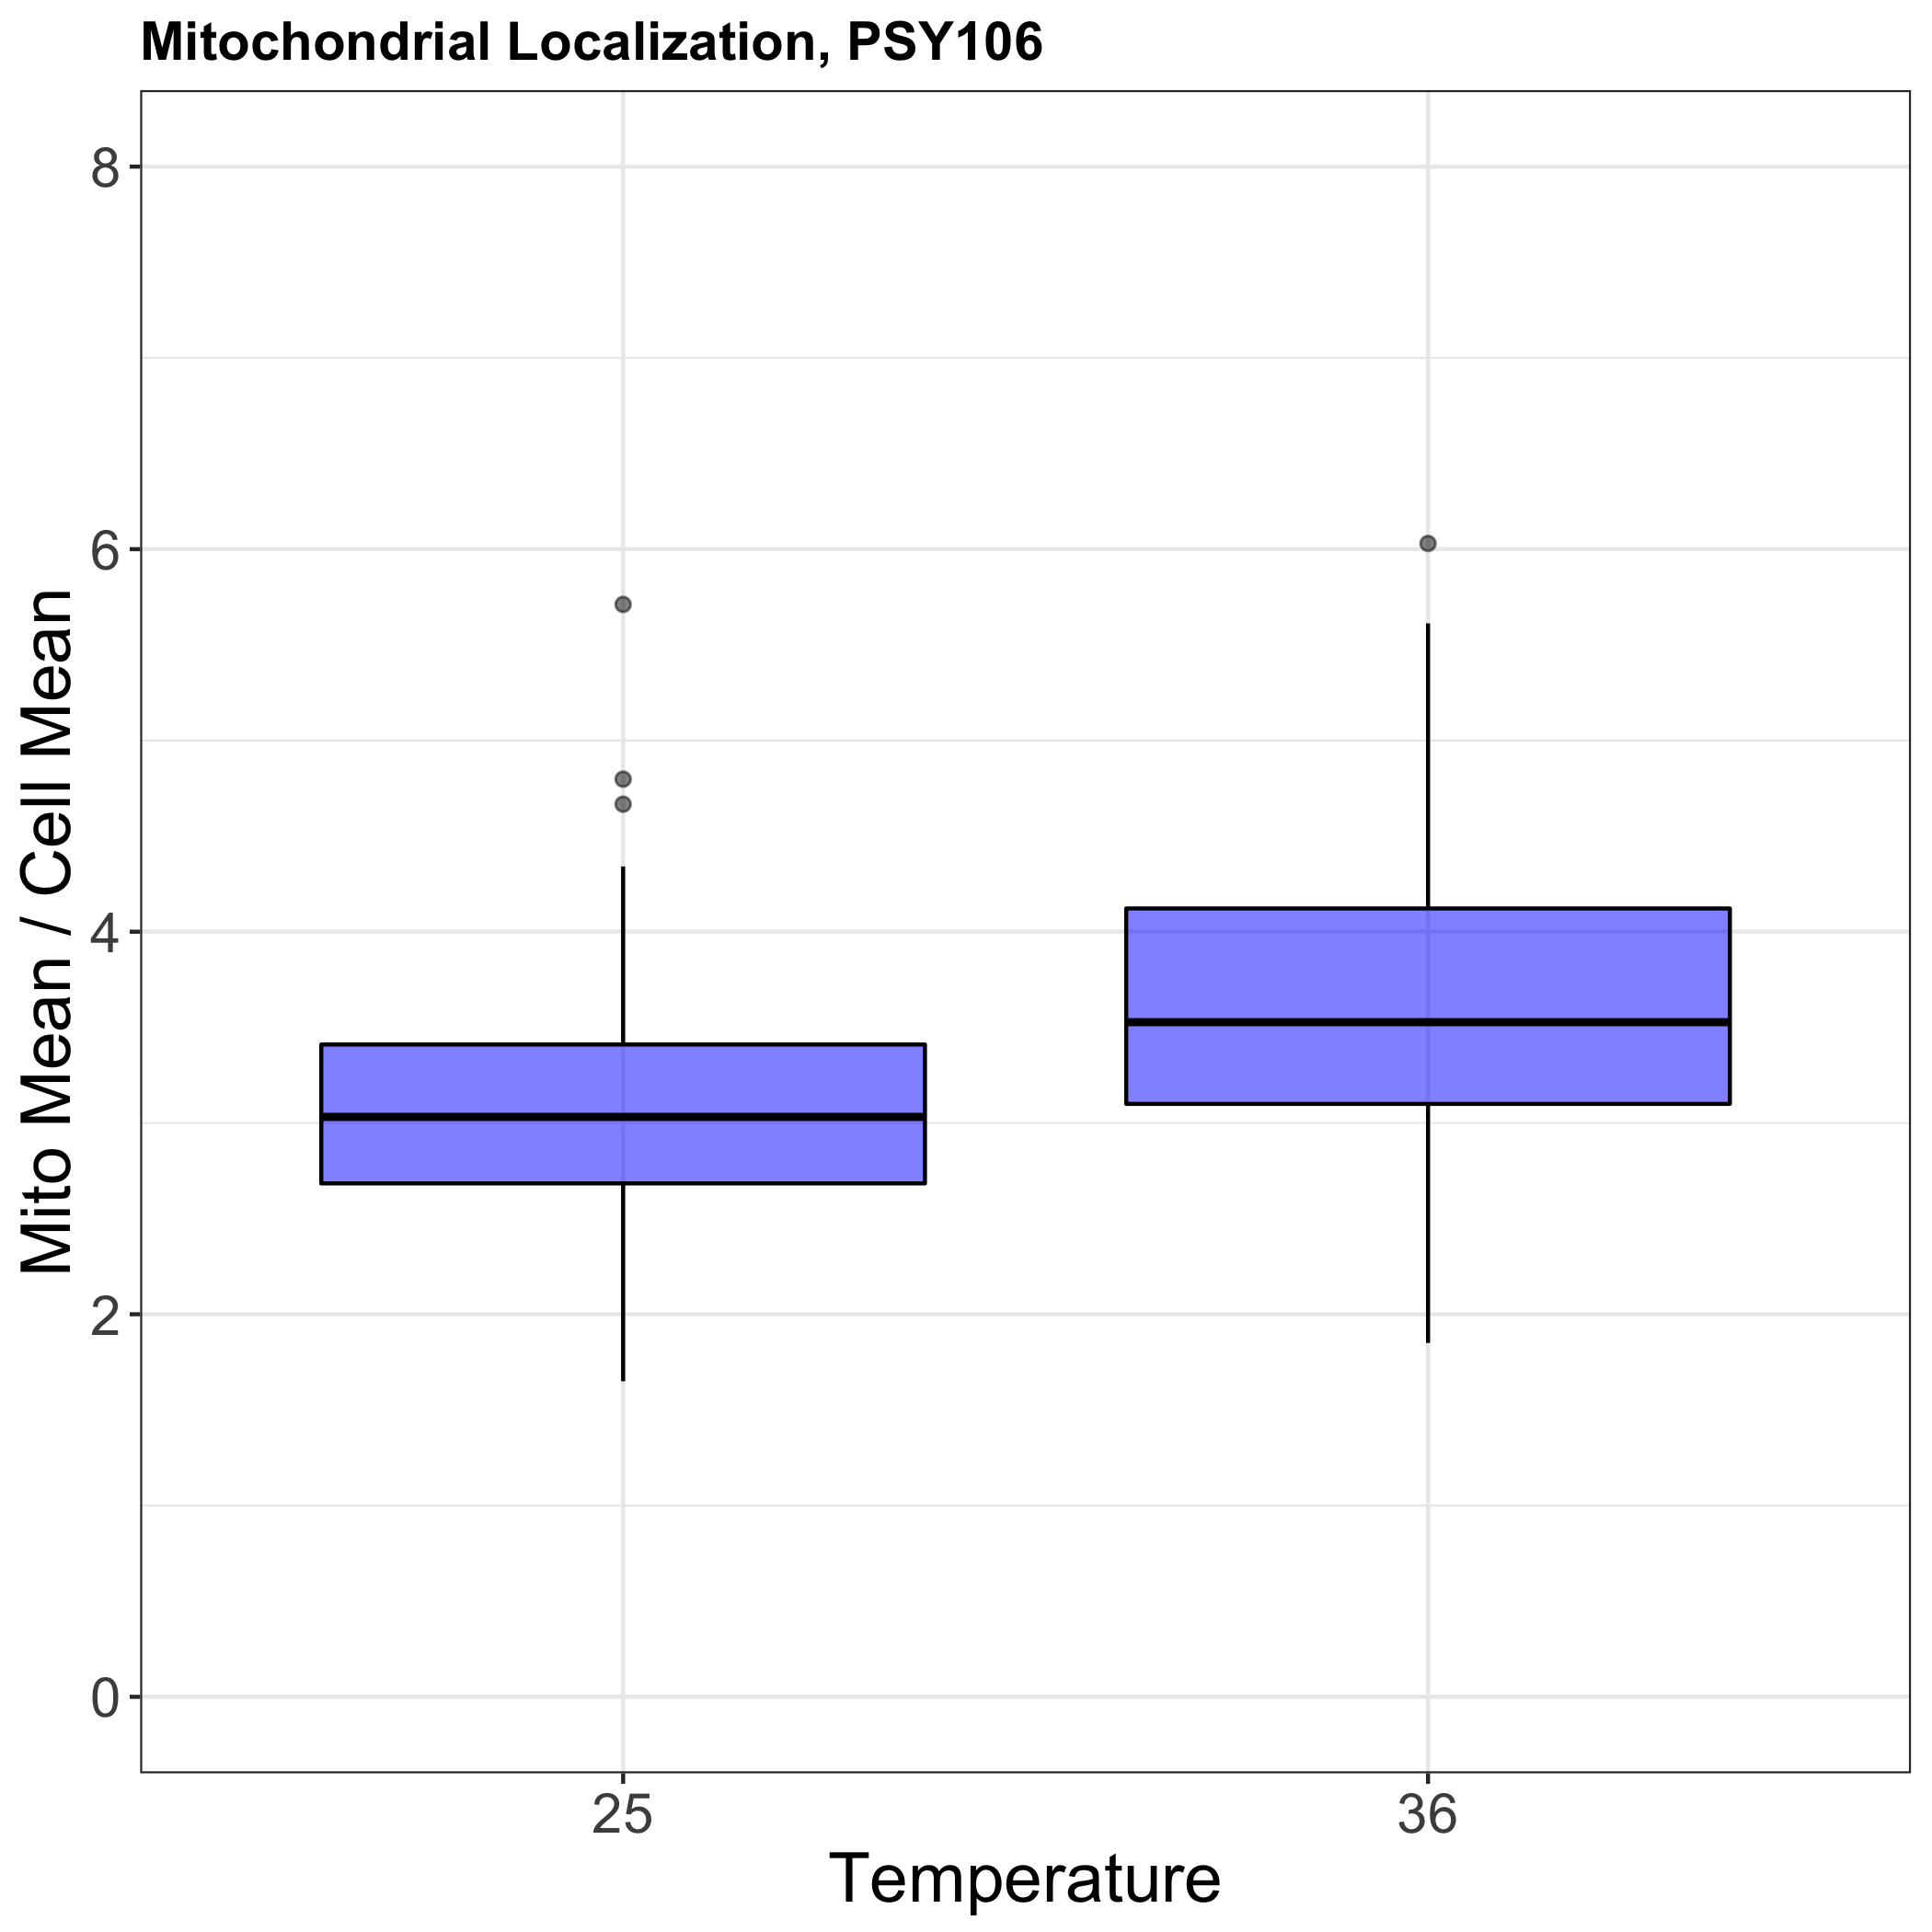 Mitochondrial Localization, PSY106
Mito Mean / Cell Mean
8
6
4
2
0
25
36
Temperature